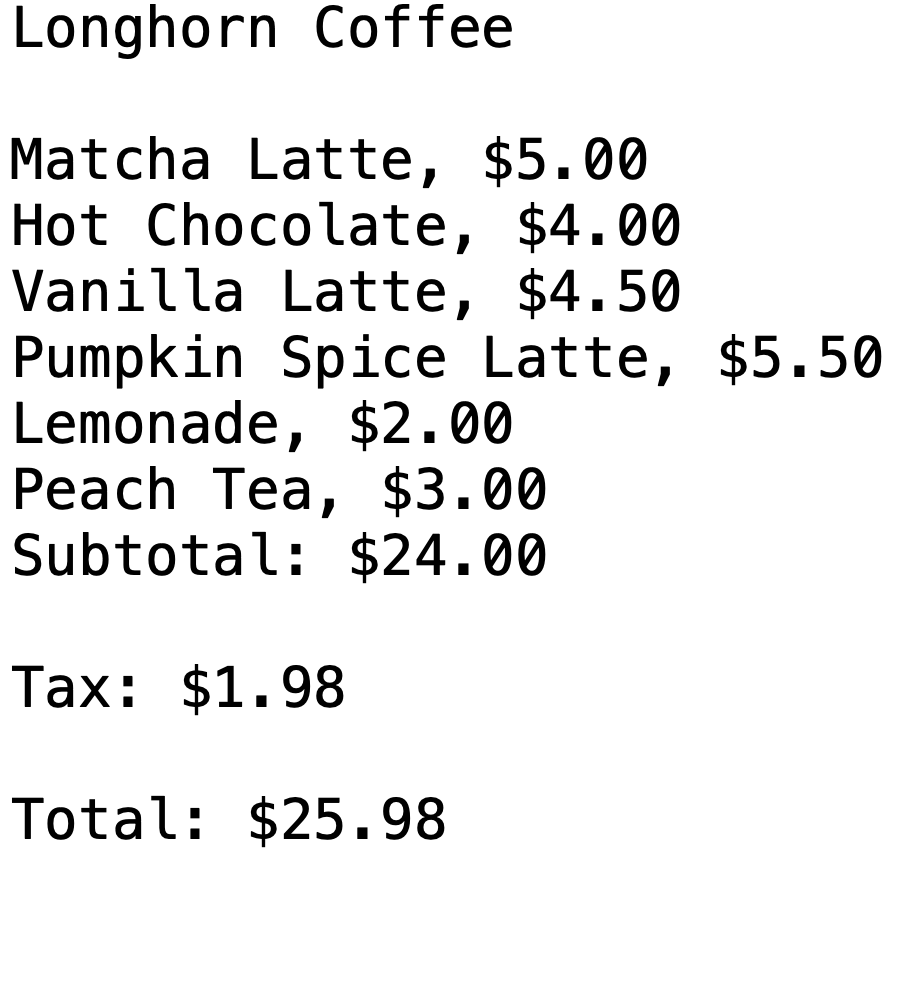 Longhorn Coffee
Matcha Latte, $5.00
Hot Chocolate, $4.00
Vanilla Latte, $4.50
Pumpkin Spice Latte, $5.50
Lemonade, $2.00
Peach Tea, $3.00
Subtotal: $24.00
Tax: $1.98
Total: $25.98